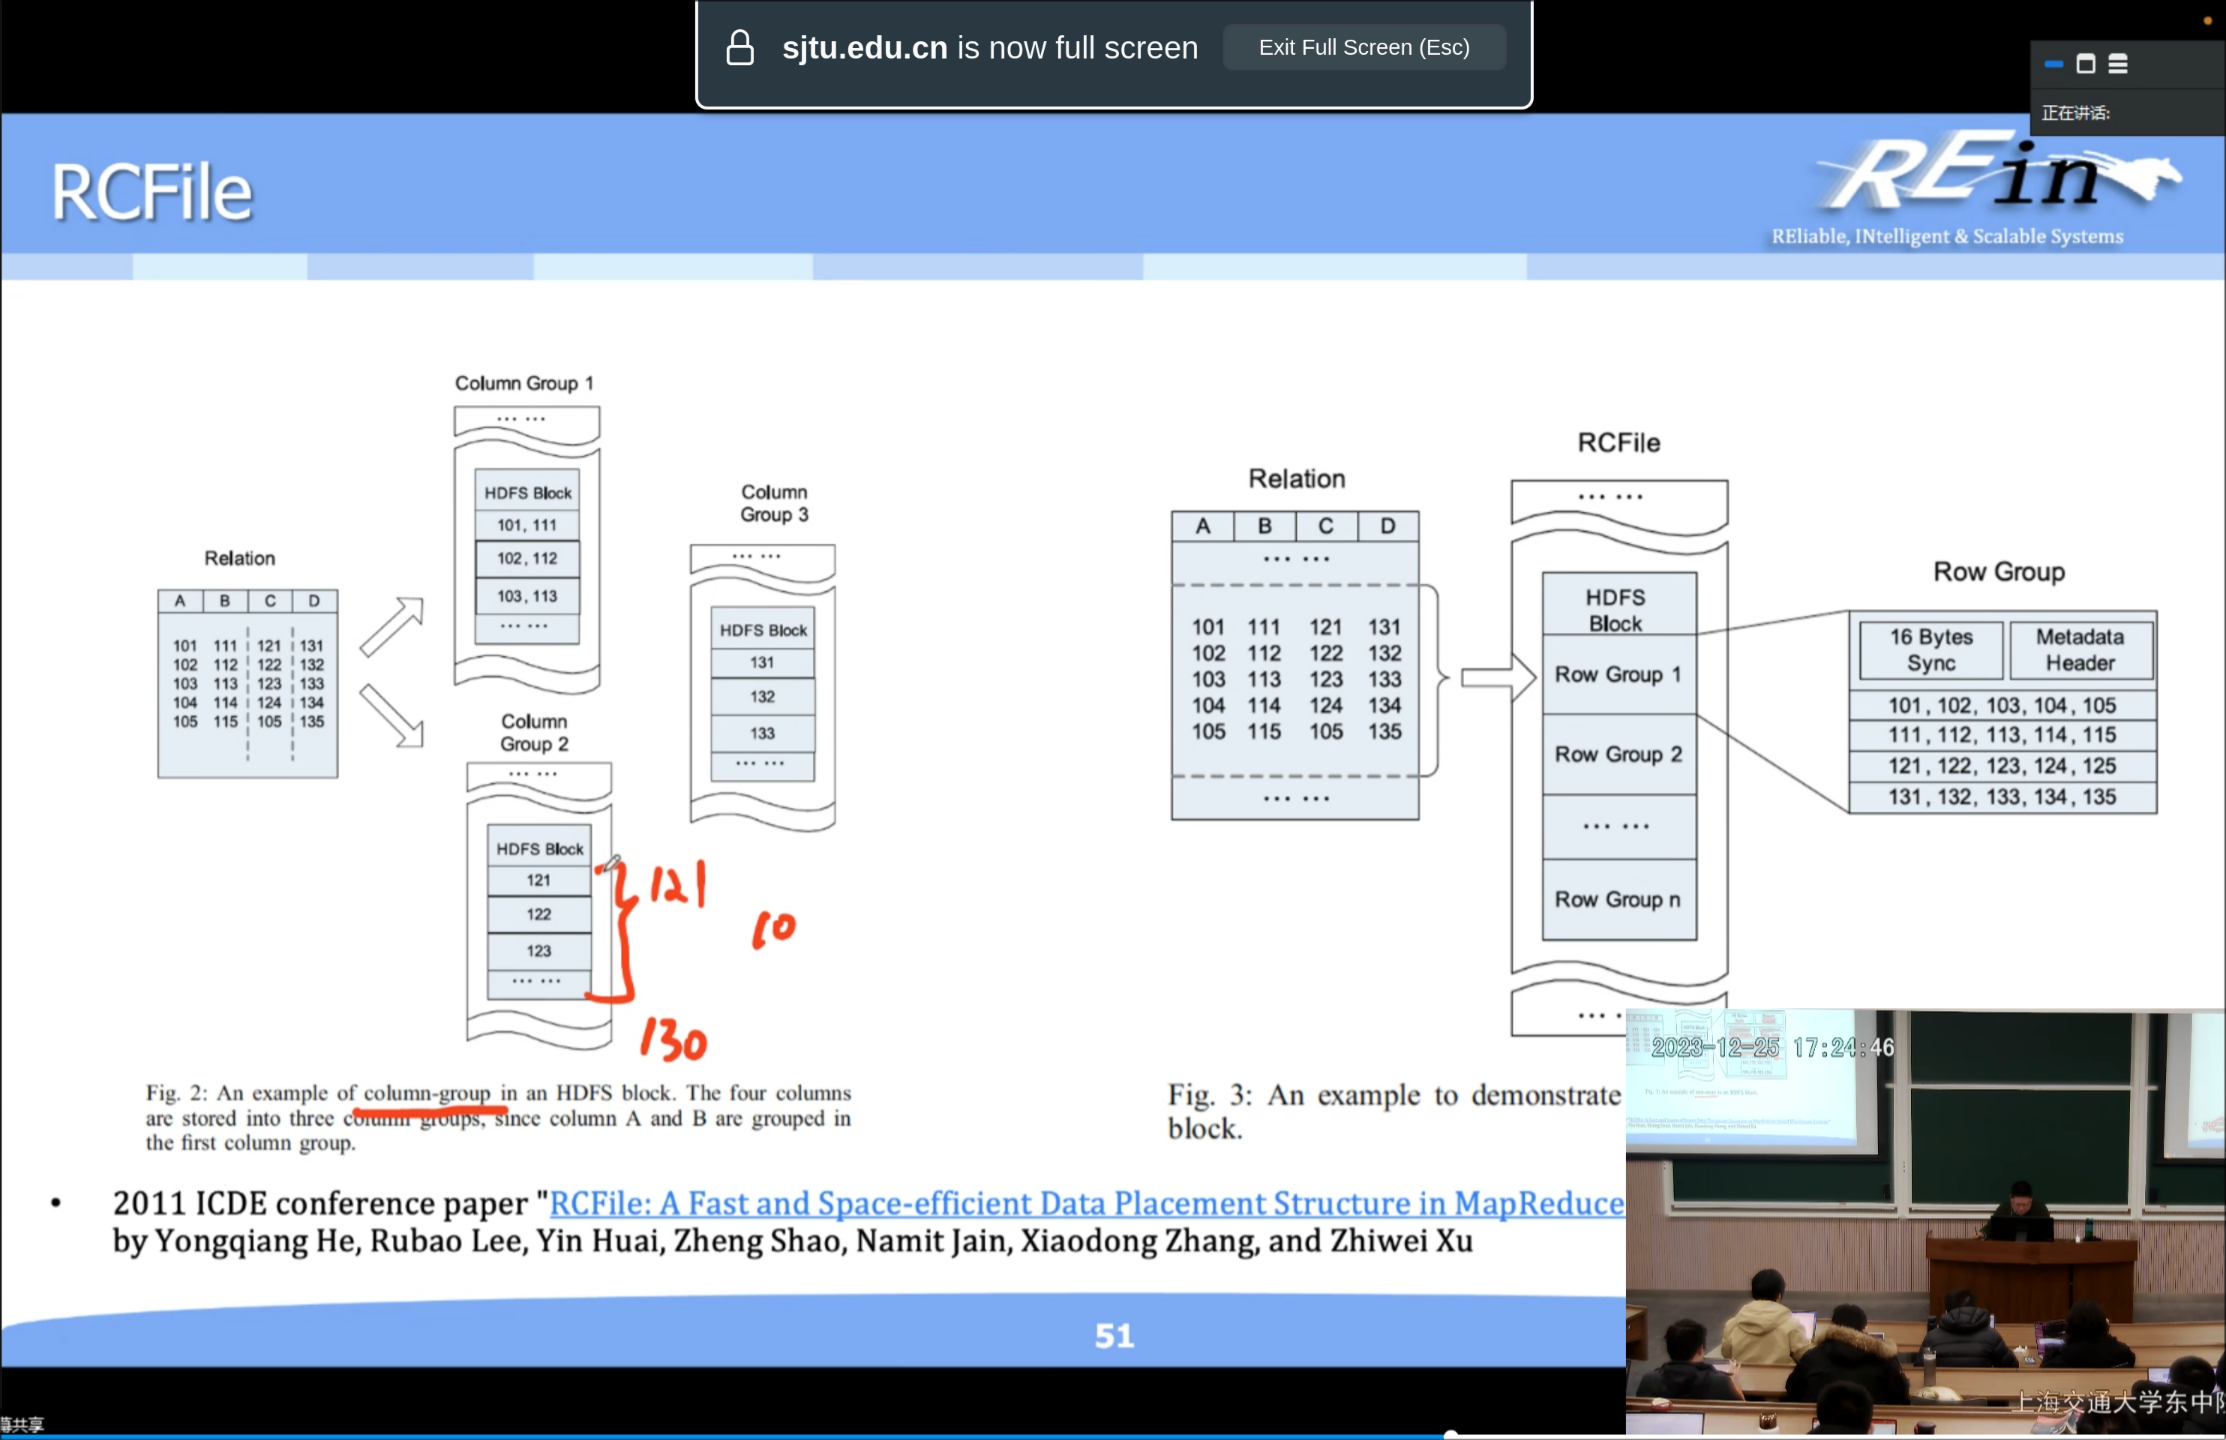 sjtu.edu.cn is now full screen
Exit Full Screen (Esc)
正在讲话:
RCFile
REin
REliable, INtelligent & Scalable Systems
Column Group 1
... ...
HDFS Block
101, 111
102, 112
103, 113
... ...
Column
Group 3
... ...
HDFS Block
131
132
133
... ...
Relation
A B C D
101 111 121 131
102 112 122 132
103 113 123 133
104 114 124 134
105 115 105 135
Column
Group 2
... ...
HDFS Block
121
122
123
... ...
121
10
130
Fig. 2: An example of column-group in an HDFS block. The four columns
are stored into three column groups, since column A and B are grouped in
the first column group.
Relation
A B C D
... ...
101 111 121 131
102 112 122 132
103 113 123 133
104 114 124 134
105 115 105 135
... ...
RCFile
... ...
HDFS
Block
Row Group 1
Row Group 2
... ...
Row Group n
... .
Row Group
16 Bytes
Sync
Metadata
Header
101, 102, 103, 104, 105
111, 112, 113, 114, 115
121, 122, 123, 124, 125
131, 132, 133, 134, 135
Fig. 3: An example to demonstrate
block.
• 2011 ICDE conference paper "RCFile: A Fast and Space-efficient Data Placement Structure in MapReduce
by Yongqiang He, Rubao Lee, Yin Huai, Zheng Shao, Namit Jain, Xiaodong Zhang, and Zhiwei Xu
51
2023-12-25 17:24:46
上海交通大学东中院
幕共享